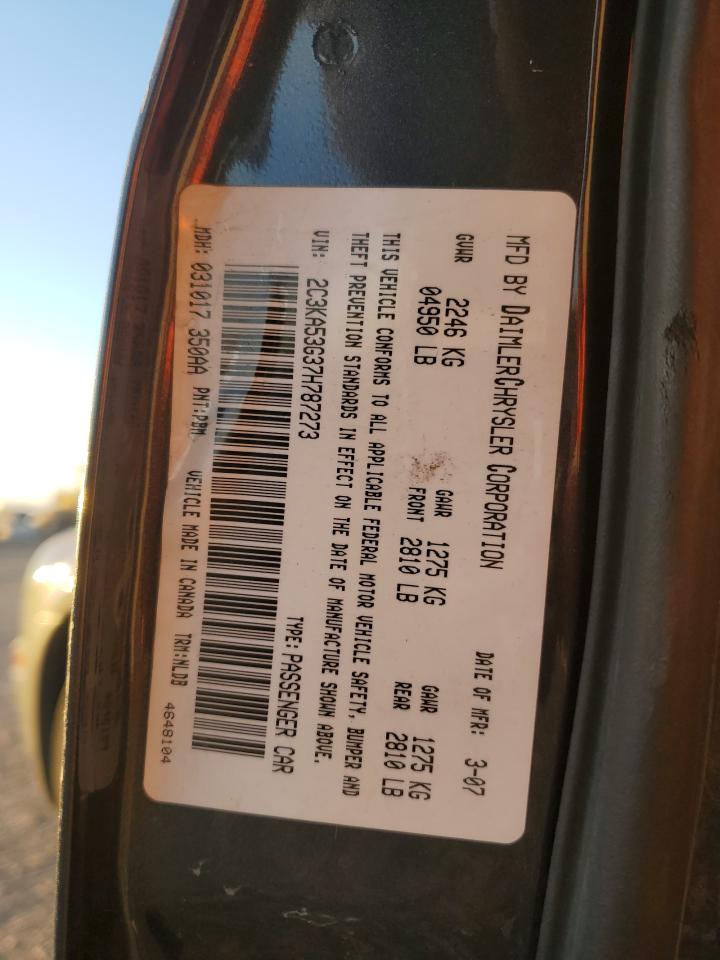 MFD BY DAIMLERCHRYSLER CORPORATION DATE OF MFR: 3-07
GVWR 2246 KG GAWR 1275 KG GAWR 1275 KG
04950 LB FRONT 2810 LB REAR 2810 LB
THIS VEHICLE CONFORMS TO ALL APPLICABLE FEDERAL MOTOR VEHICLE SAFETY, BUMPER AND
THEFT PREVENTION STANDARDS IN EFFECT ON THE DATE OF MANUFACTURE SHOWN ABOVE.
VIN: 2C3KA53G37H787273 TYPE: PASSENGER CAR
MDH: 031017 350AA PNT:PBM VEHICLE MADE IN CANADA TRM:NLDB
4648104